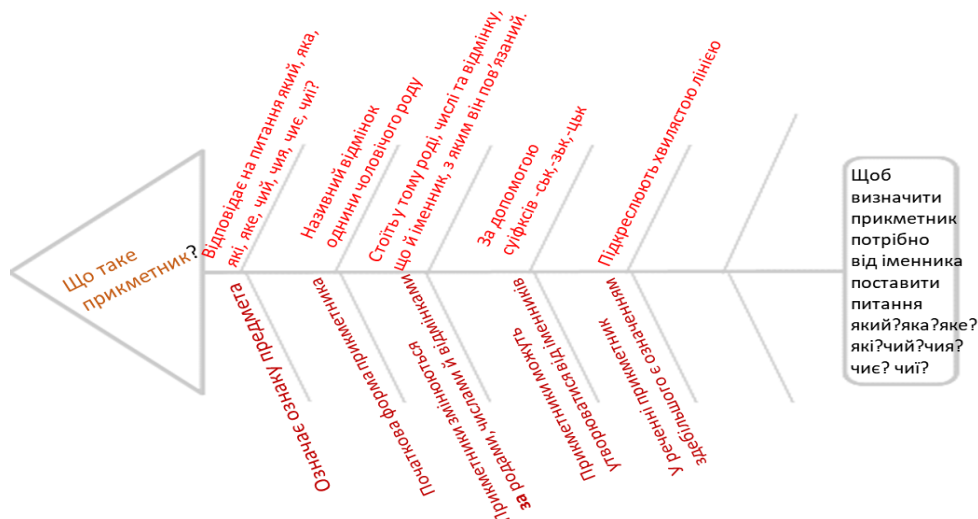 Що таке
прикметник?
Відповідає на питання який, яка,
які, яке, чий, чия, чиє, чиї?
Називний відмінок
однини чоловічого роду
Стоїть у тому роді, числі та відмінку,
що й іменник, з яким він пов’язаний.
За допомогою
суіфксів -ськ,-зьк,-цьк
Підкреслюють хвилястою лінією
Означає ознаку предмета
Початкова форма прикметника
Прикметники змінюються
за родами, числами й відмінками
Прикметники можуть
утворюватися від іменників
У реченні прикметник
здебільшого є означенням
Щоб
визначити
прикметник
потрібно
від іменника
поставити
питання
який?яка?яке?
які?чий?чия?
чиє? чиї?